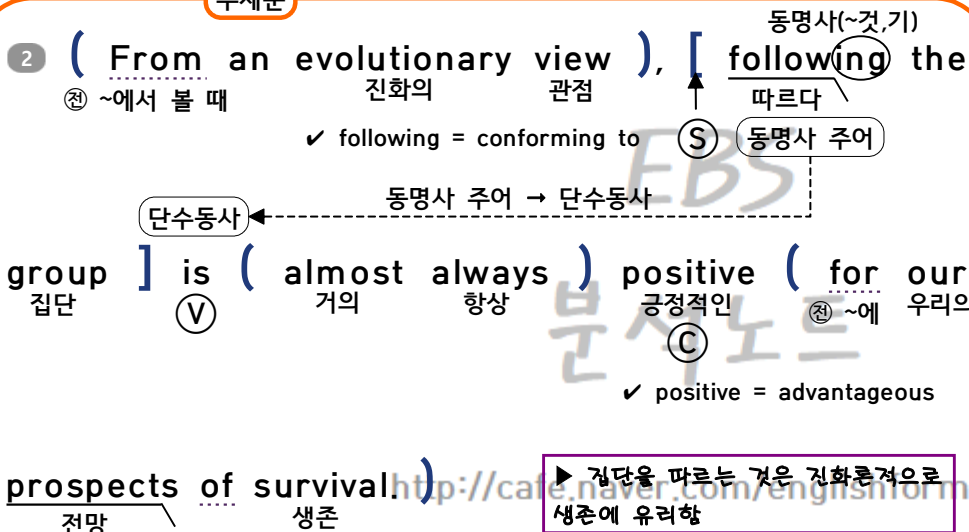 주제문
동명사(~것,기)
2 ( From an evolutionary view ), [ following the
전 ~에서 볼 때 진화의 관점 따르다
✔ following = conforming to S 동명사 주어
EBS
동명사 주어 → 단수동사
단수동사
group ] is ( almost always ) positive ( for our
집단 V 거의 항상 긍정적인 전 ~에 우리의
C
분석노트
✔ positive = advantageous
prospects of survival. )
전망 생존
http://cafe.naver.com/englishform
▶ 집단을 따르는 것은 진화론적으로
생존에 유리함